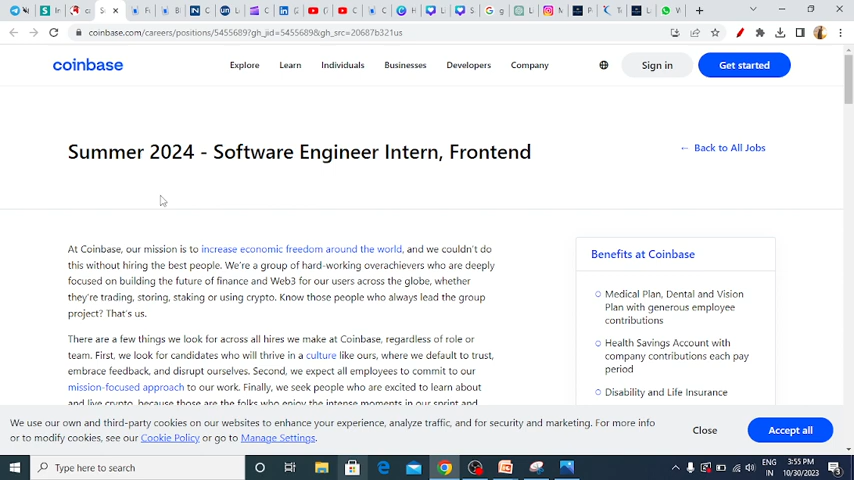 coinbase.com/careers/positions/5455689?gh_jid=5455689&gh_src=20687b321us
coinbase
Explore Learn Individuals Businesses Developers Company
Sign in
Get started
Summer 2024 - Software Engineer Intern, Frontend
← Back to All Jobs
At Coinbase, our mission is to increase economic freedom around the world, and we couldn't do
this without hiring the best people. We're a group of hard-working overachievers who are deeply
focused on building the future of finance and Web3 for our users across the globe, whether
they're trading, storing, staking or using crypto. Know those people who always lead the group
project? That's us.
There are a few things we look for across all hires we make at Coinbase, regardless of role or
team. First, we look for candidates who will thrive in a culture like ours, where we default to trust,
embrace feedback, and disrupt ourselves. Second, we expect all employees to commit to our
mission-focused approach to our work. Finally, we seek people who are excited to learn about
and live crypto, because those are the folks who enjoy the intense moments in our sprint and
Benefits at Coinbase
Medical Plan, Dental and Vision
Plan with generous employee
contributions
Health Savings Account with
company contributions each pay
period
Disability and Life Insurance
We use our own and third-party cookies on our websites to enhance your experience, analyze traffic, and for security and marketing. For more info
or to modify cookies, see our Cookie Policy or go to Manage Settings.
Close
Accept all
Type here to search
ENG
IN
3:55 PM
10/30/2023
3